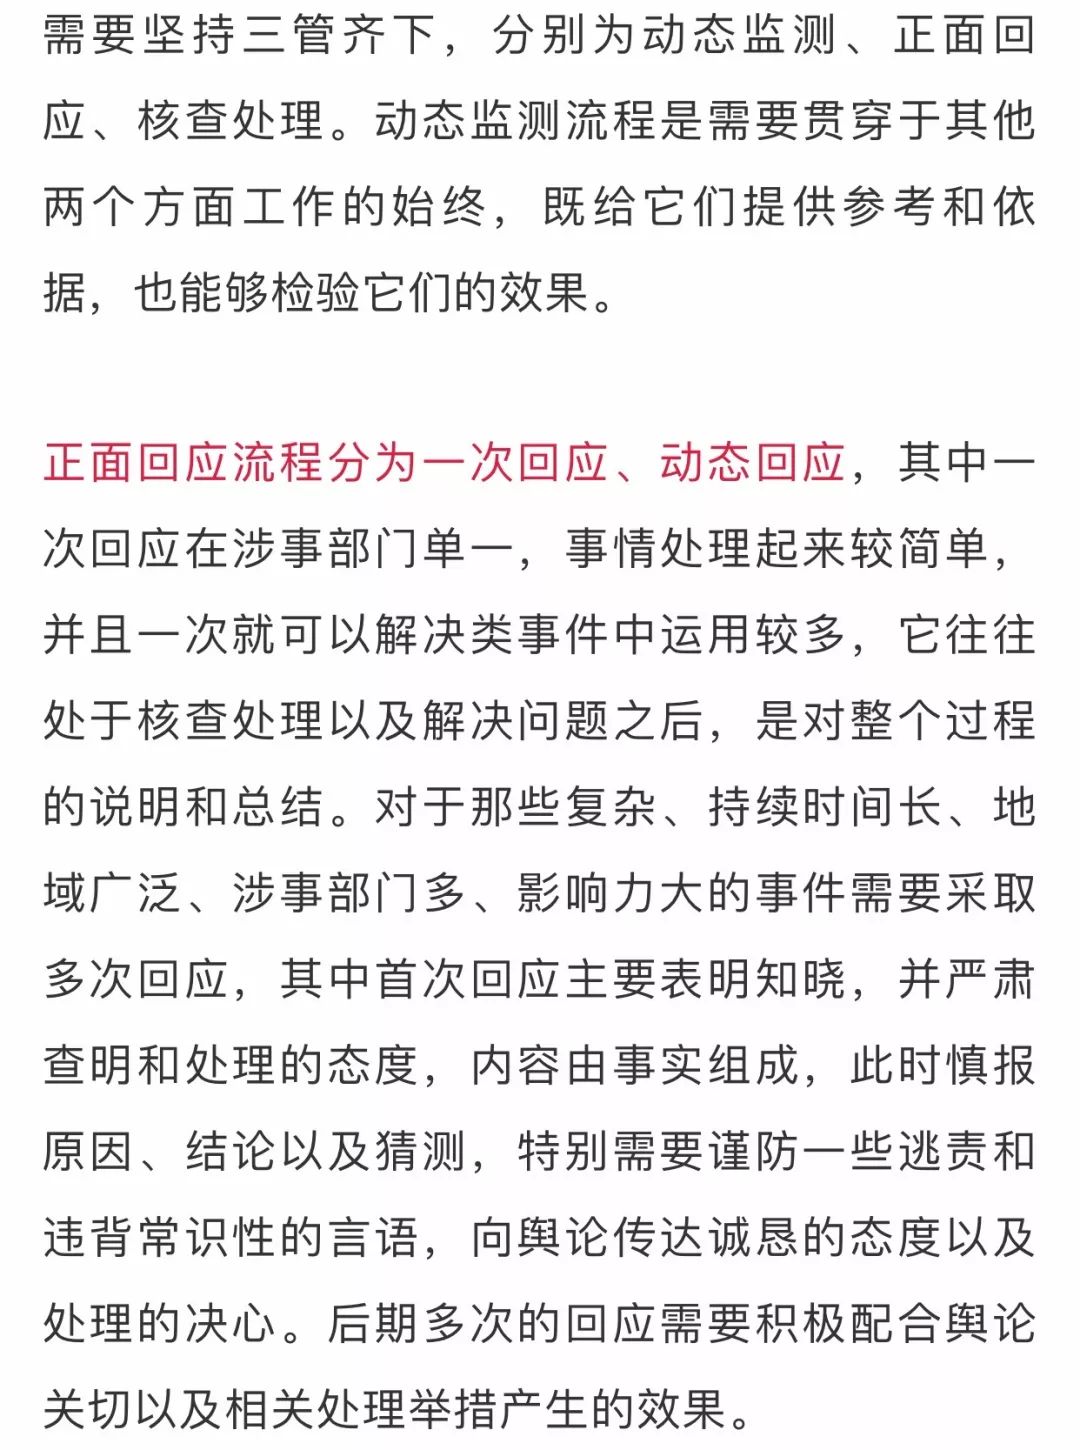 需要坚持三管齐下，分别为动态监测、正面回
应、核查处理。动态监测流程是需要贯穿于其他
两个方面工作的始终，既给它们提供参考和依
据，也能够检验它们的效果。
正面回应流程分为一次回应、动态回应，其中一
次回应在涉事部门单一，事情处理起来较简单，
并且一次就可以解决类事件中运用较多，它往往
处于核查处理以及解决问题之后，是对整个过程
的说明和总结。对于那些复杂、持续时间长、地
域广泛、涉事部门多、影响力大的事件需要采取
多次回应，其中首次回应主要表明知晓，并严肃
查明和处理的态度，内容由事实组成，此时慎报
原因、结论以及猜测，特别需要谨防一些逃责和
违背常识性的言语，向舆论传达诚恳的态度以及
处理的决心。后期多次的回应需要积极配合舆论
关切以及相关处理举措产生的效果。